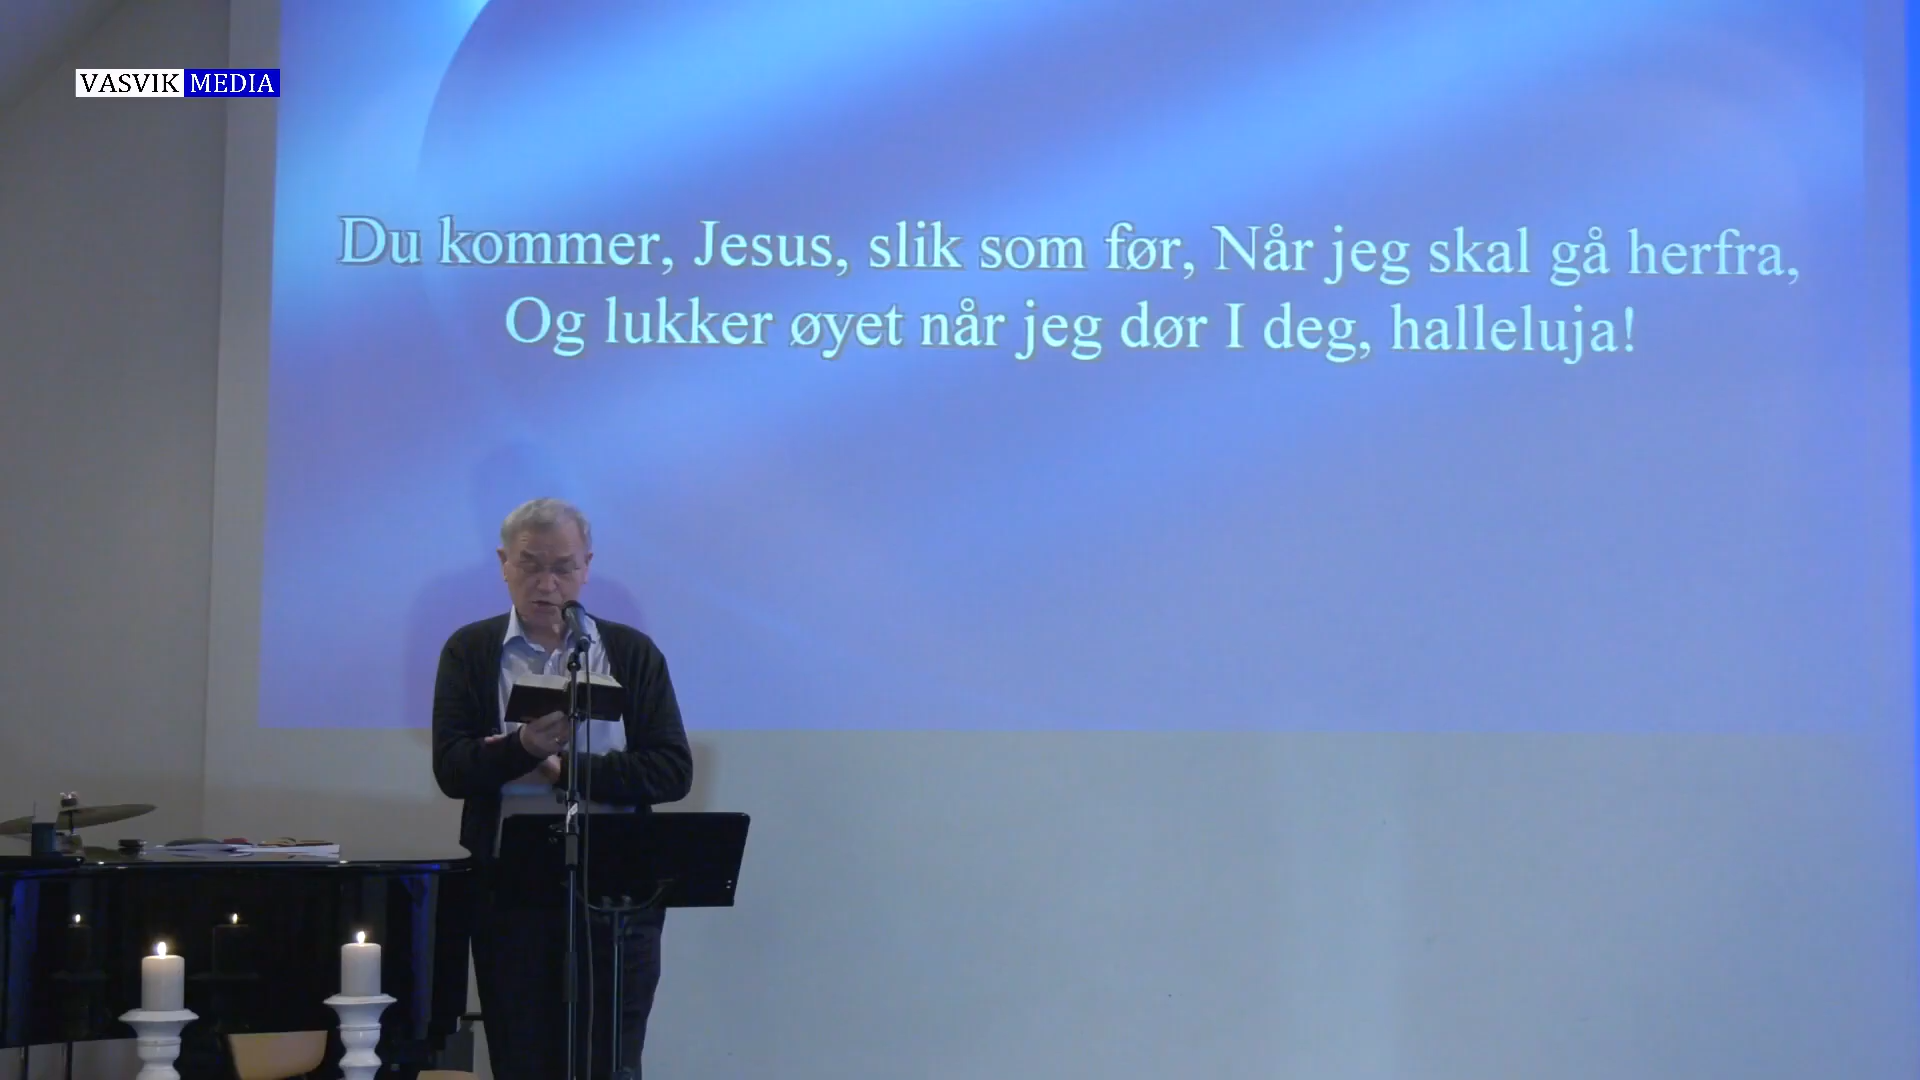 VASVIK MEDIA
Du kommer, Jesus, slik som før, Når jeg skal gå herfra,
Og lukker øyet når jeg dør I deg, halleluja!